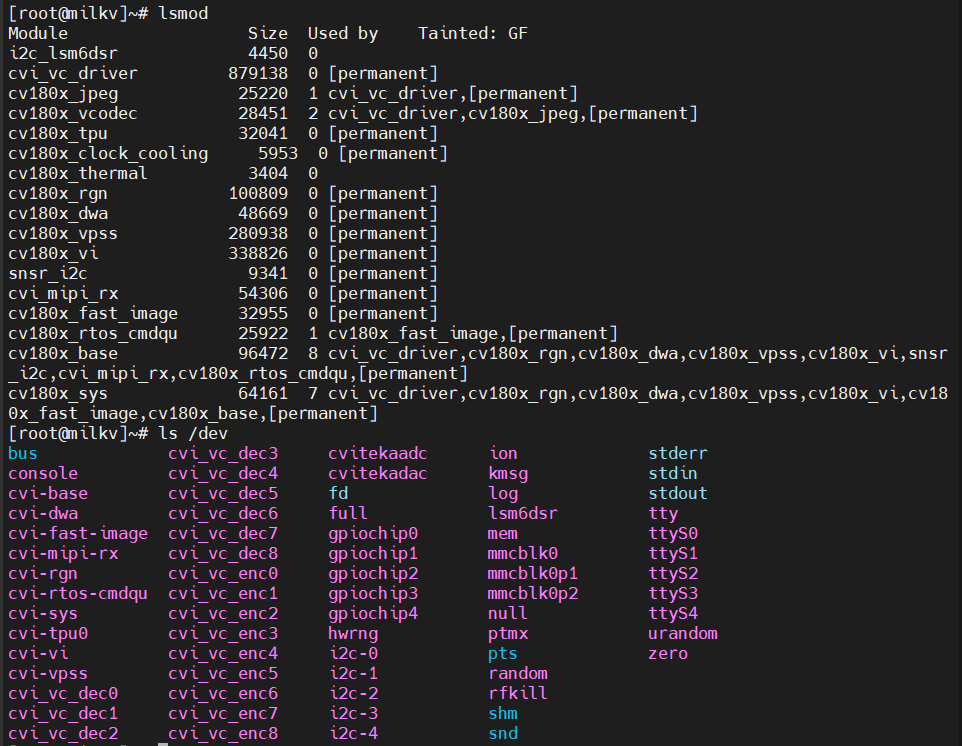 [root@milkv]~# lsmod
Module                  Size  Used by    Tainted: GF
i2c_lsm6dsr             4450  0
cvi_vc_driver         879138  0 [permanent]
cv180x_jpeg            25220  1 cvi_vc_driver,[permanent]
cv180x_vcodec          28451  2 cvi_vc_driver,cv180x_jpeg,[permanent]
cv180x_tpu             32041  0 [permanent]
cv180x_clock_cooling     5953  0 [permanent]
cv180x_thermal          3404  0
cv180x_rgn            100809  0 [permanent]
cv180x_dwa             48669  0 [permanent]
cv180x_vpss           280938  0 [permanent]
cv180x_vi             338826  0 [permanent]
snsr_i2c                9341  0 [permanent]
cvi_mipi_rx            54306  0 [permanent]
cv180x_fast_image      32955  0 [permanent]
cv180x_rtos_cmdqu      25922  1 cv180x_fast_image,[permanent]
cv180x_base            96472  8 cvi_vc_driver,cv180x_rgn,cv180x_dwa,cv180x_vpss,cv180x_vi,snsr
_i2c,cvi_mipi_rx,cv180x_rtos_cmdqu,[permanent]
cv180x_sys             64161  7 cvi_vc_driver,cv180x_rgn,cv180x_dwa,cv180x_vpss,cv180x_vi,cv18
0x_fast_image,cv180x_base,[permanent]
[root@milkv]~# ls /dev
bus             cvi_vc_dec3     cvitekaadc      ion             stderr
console         cvi_vc_dec4     cvitekadac      kmsg            stdin
cvi-base        cvi_vc_dec5     fd              log             stdout
cvi-dwa         cvi_vc_dec6     full            lsm6dsr         tty
cvi-fast-image  cvi_vc_dec7     gpiochip0       mem             ttyS0
cvi-mipi-rx     cvi_vc_dec8     gpiochip1       mmcblk0         ttyS1
cvi-rgn         cvi_vc_enc0     gpiochip2       mmcblk0p1       ttyS2
cvi-rtos-cmdqu  cvi_vc_enc1     gpiochip3       mmcblk0p2       ttyS3
cvi-sys         cvi_vc_enc2     gpiochip4       null            ttyS4
cvi-tpu0        cvi_vc_enc3     hwrng           ptmx            urandom
cvi-vi          cvi_vc_enc4     i2c-0           pts             zero
cvi-vpss        cvi_vc_enc5     i2c-1           random
cvi_vc_dec0     cvi_vc_enc6     i2c-2           rfkill
cvi_vc_dec1     cvi_vc_enc7     i2c-3           shm
cvi_vc_dec2     cvi_vc_enc8     i2c-4           snd